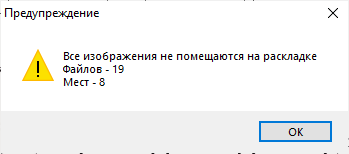 Предупреждение
Все изображения не помещаются на раскладке
Файлов - 19
Мест - 8
OK